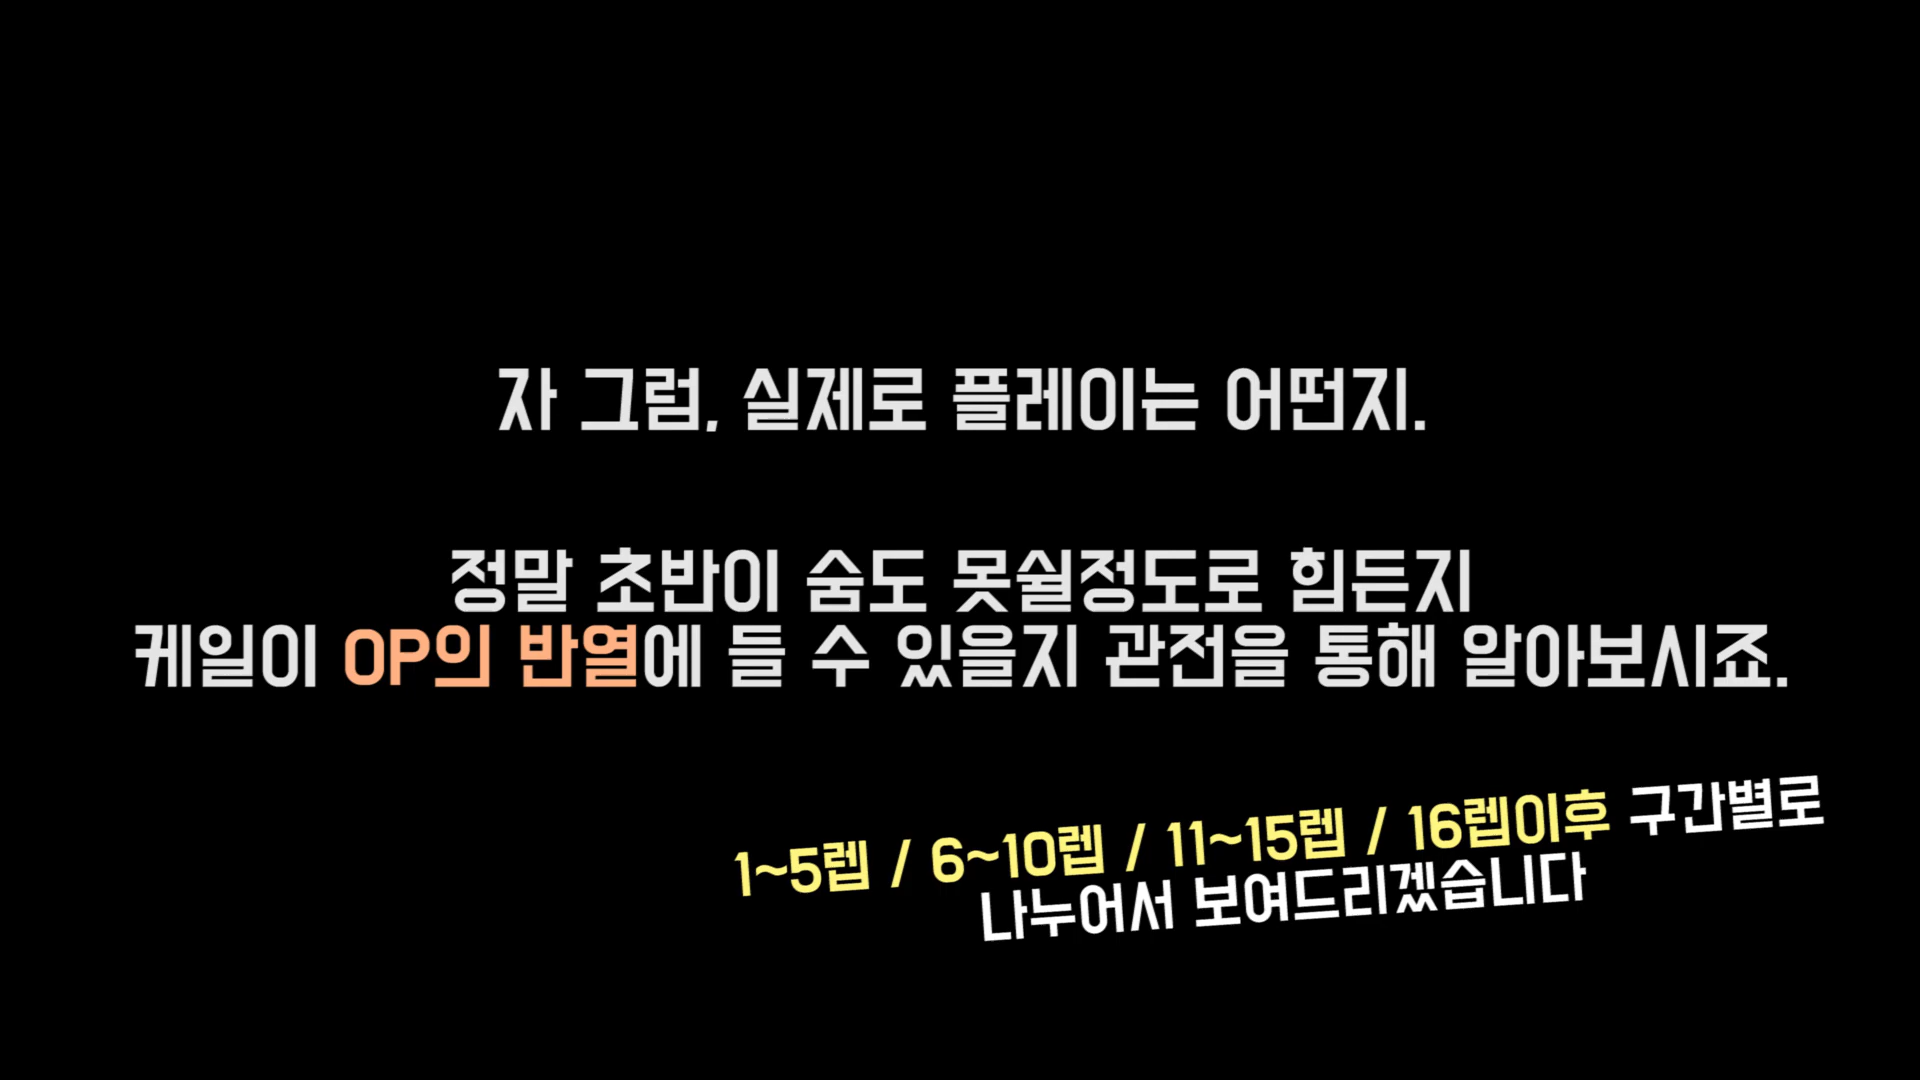 자 그럼, 실제로 플레이는 어떤지.
정말 초반이 숨도 못쉴정도로 힘든지
케일이 OP의 반열에 들 수 있을지 관전을 통해 알아보시죠.
1~5렙 / 6~10렙 / 11~15렙 / 16렙이후 구간별로
나누어서 보여드리겠습니다